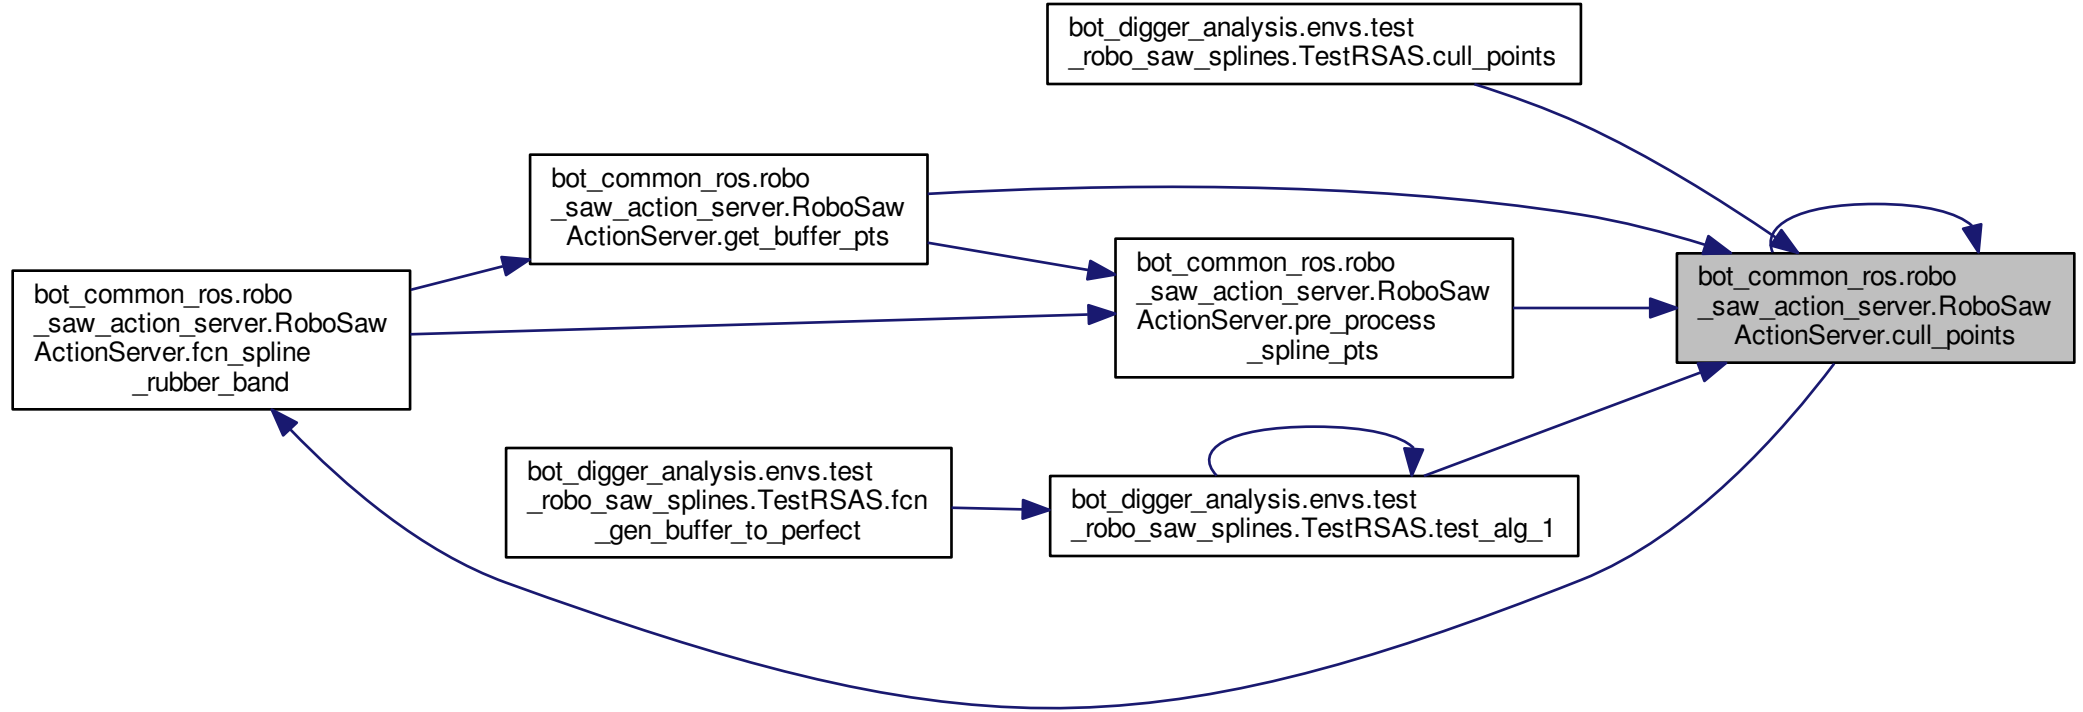 bot_digger_analysis.envs.test
_robo_saw_splines.TestRSAS.cull_points
bot_common_ros.robo
_saw_action_server.RoboSaw
ActionServer.get_buffer_pts
bot_common_ros.robo
_saw_action_server.RoboSaw
ActionServer.pre_process
_spline_pts
bot_common_ros.robo
_saw_action_server.RoboSaw
ActionServer.cull_points
bot_common_ros.robo
_saw_action_server.RoboSaw
ActionServer.fcn_spline
_rubber_band
bot_digger_analysis.envs.test
_robo_saw_splines.TestRSAS.fcn
_gen_buffer_to_perfect
bot_digger_analysis.envs.test
_robo_saw_splines.TestRSAS.test_alg_1